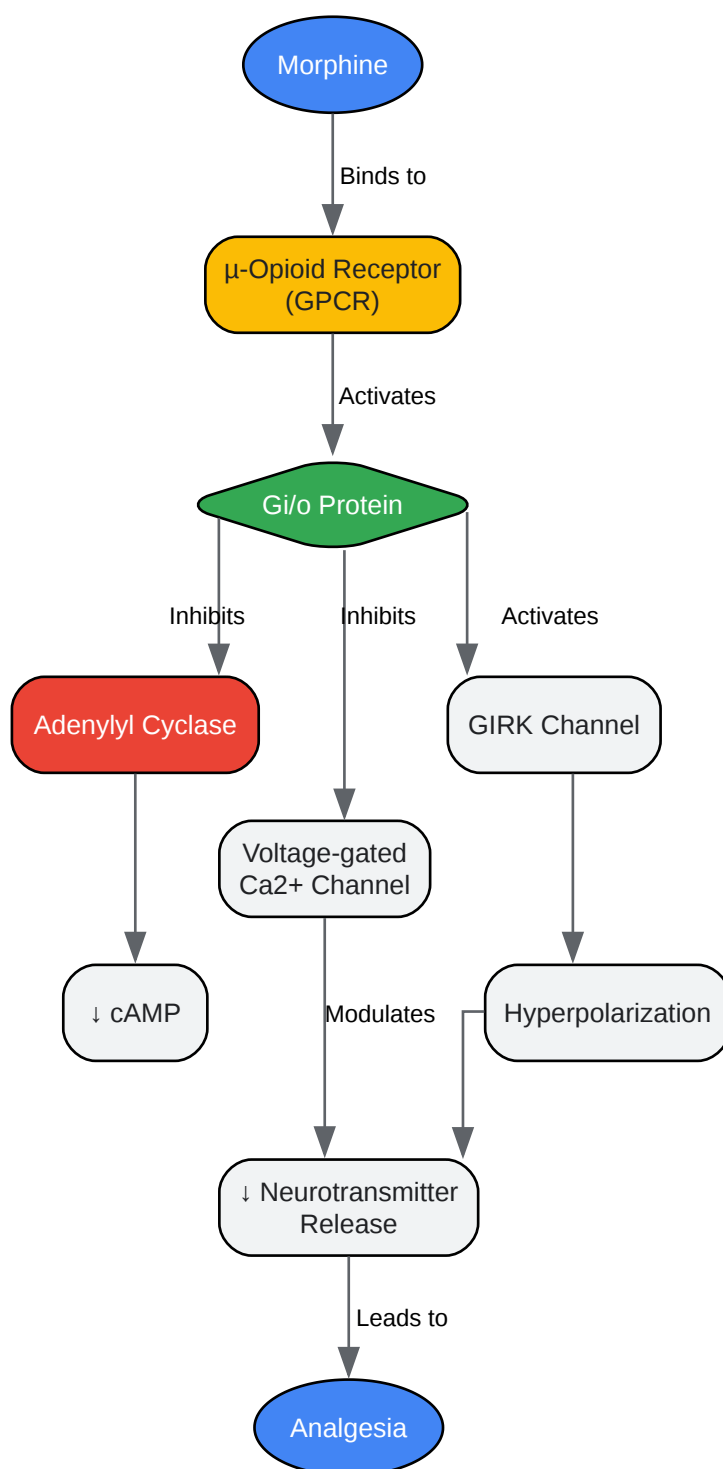 Morphine
Binds to
µ-Opioid Receptor
(GPCR)
Activates
Gi/o Protein
Inhibits
Inhibits
Activates
Adenylyl Cyclase
GIRK Channel
Voltage-gated
Ca2+ Channel
↓ cAMP
Modulates
Hyperpolarization
↓ Neurotransmitter
Release
Leads to
Analgesia